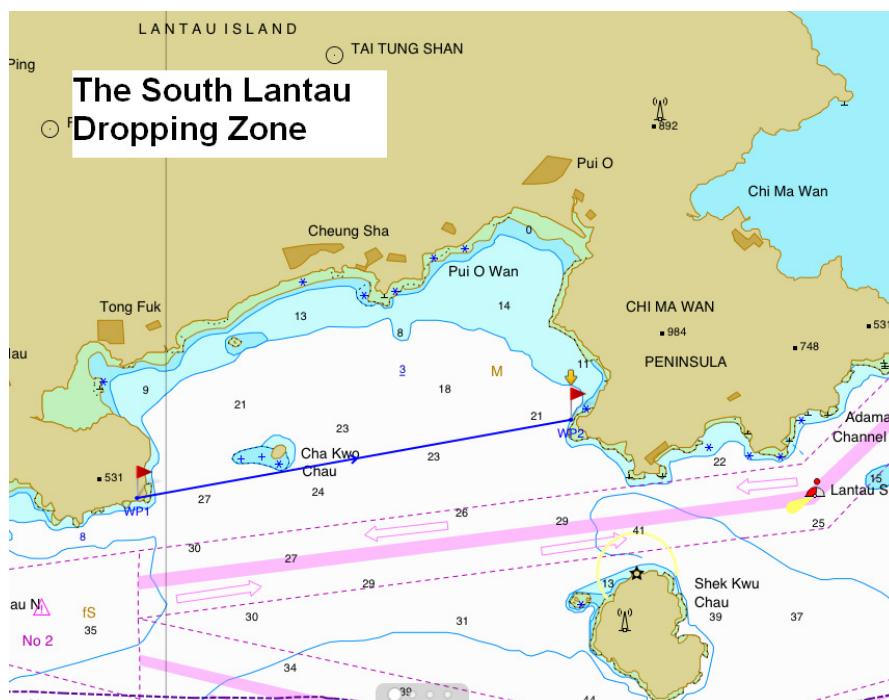 LANTAU ISLAND
TAI TUNG SHAN
Ping
The South Lantau
Dropping Zone
892
Pui O
Chi Ma Wan
Cheung Sha
0
Pui O Wan
Tong Fuk
13
14
8
CHI MA WAN
984
531
748
PENINSULA
3
M
11
9
18
21
21
WP2
23
Adama
Channel
Cha Kwo
Chau
23
22
531
24
27
WP1
15
Lantau S
26
25
8
29
41
30
27
29
13
Shek Kwu
Chau
au N
fS
30
35
31
39
37
No 2
34
39
44